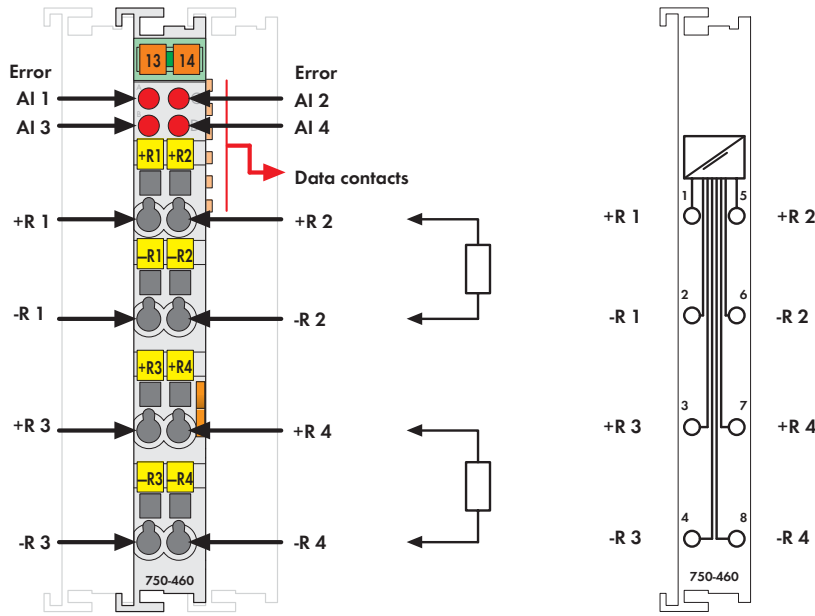 13 14
Error
AI 1
AI 3
Error
AI 2
AI 4
+R1 +R2
Data contacts
+R 1
+R 2
–R1 –R2
-R 1
-R 2
+R3 +R4
+R 3
+R 4
–R3 –R4
-R 3
-R 4
750-460
1 5
+R 1
+R 2
2 6
-R 1
-R 2
3 7
+R 3
+R 4
4 8
-R 3
-R 4
750-460